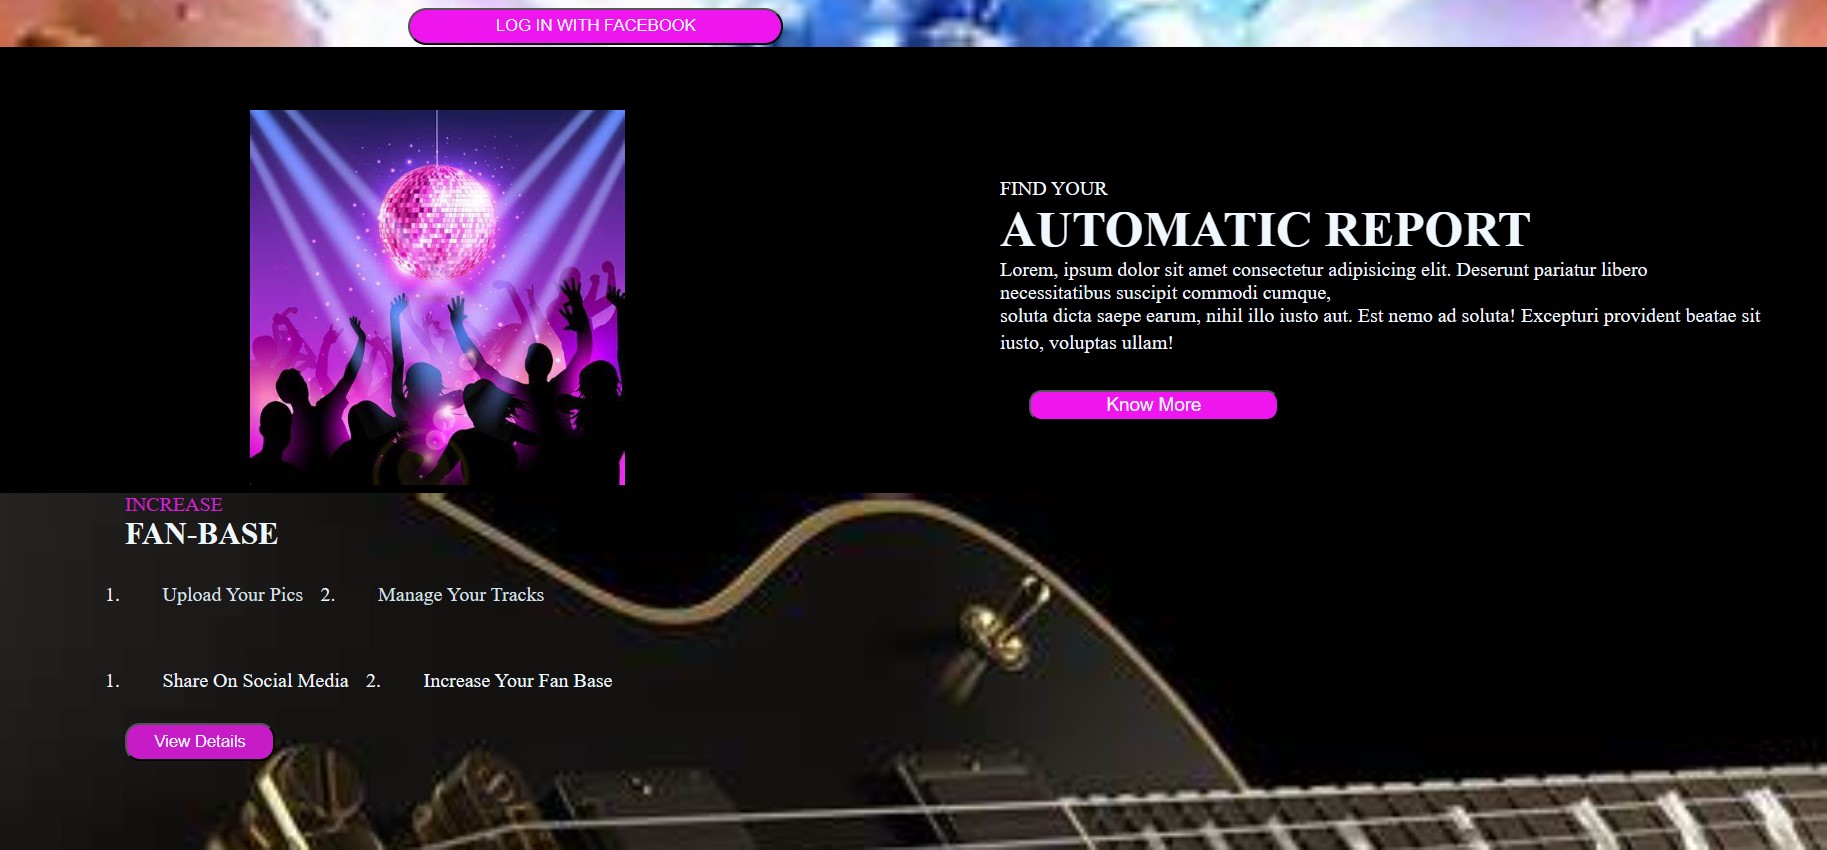 LOG IN WITH FACEBOOK
FIND YOUR
AUTOMATIC REPORT
Lorem, ipsum dolor sit amet consectetur adipisicing elit. Deserunt pariatur libero
necessitatibus suscipit commodi cumque,
soluta dicta saepe earum, nihil illo iusto aut. Est nemo ad soluta! Excepturi provident beatae sit
iusto, voluptas ullam!
Know More
INCREASE
FAN-BASE
1. Upload Your Pics 2. Manage Your Tracks
1. Share On Social Media 2. Increase Your Fan Base
View Details